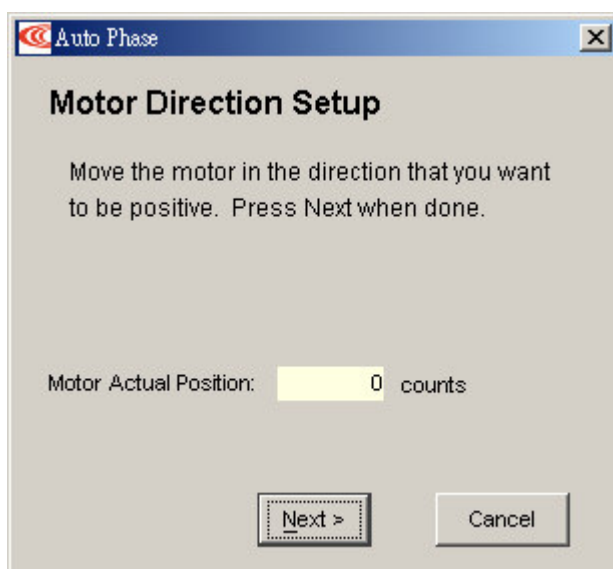 Auto Phase
Motor Direction Setup
Move the motor in the direction that you want
to be positive. Press Next when done.
Motor Actual Position: 0 counts
Next > Cancel